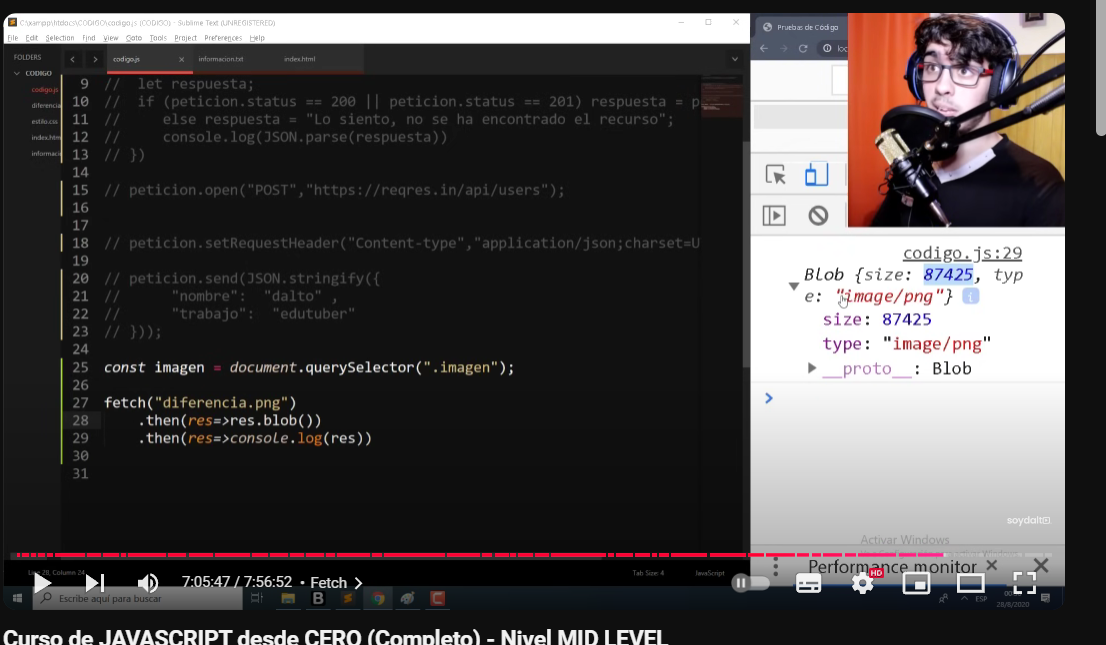 C:\xampp\htdocs\CODIGO\codigo.js (CODIGO) - Sublime Text (UNREGISTERED)
File Edit Selection Find View Goto Tools Project Preferences Help
FOLDERS
CODIGO
codigo.js
diferencia
estilo.css
index.htm
informaci
codigo.js
informacion.txt
index.html
9 // let respuesta;
10 // if (peticion.status == 200 || peticion.status == 201) respuesta = p
11 // else respuesta = "Lo siento, no se ha encontrado el recurso";
12 // console.log(JSON.parse(respuesta))
13 // })
14
15 // peticion.open("POST","https://reqres.in/api/users");
16
17
18 // peticion.setRequestHeader("Content-type","application/json;charset=U
19
20 // peticion.send(JSON.stringify({
21 // "nombre": "dalto" ,
22 // "trabajo": "edutuber"
23 // }));
24
25 const imagen = document.querySelector(".imagen");
26
27 fetch("diferencia.png")
28 .then(res=>res.blob())
29 .then(res=>console.log(res))
30
31
Line 28, Column 24
Tab Size: 4
JavaScript
Pruebas de Código
loc
codigo.js:29
Blob {size: 87425, typ
e: "image/png"}
size: 87425
type: "image/png"
__proto__: Blob
soydalto
Activar Windows
Performance monitor
7:05:47 / 7:56:52 • Fetch
HD
Escribe aquí para buscar
ESP
28/8/2020
Curso de JAVASCRIPT desde CERO (Completo) - Nivel MID LEVEL